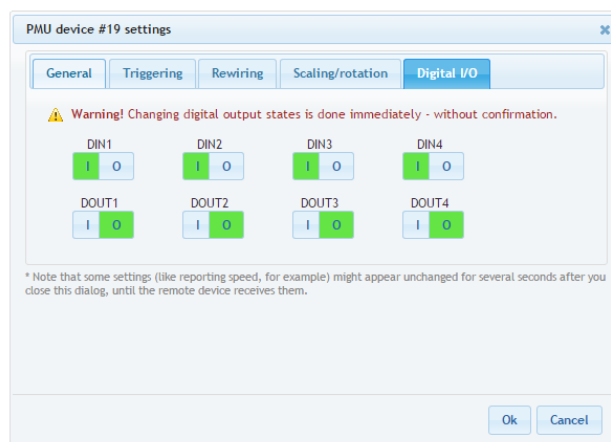 PMU device #19 settings
General Triggering Rewiring Scaling/rotation Digital I/O
Warning! Changing digital output states is done immediately - without confirmation.
DIN1 DIN2 DIN3 DIN4
I O I O I O I O
DOUT1 DOUT2 DOUT3 DOUT4
I O I O I O I O
* Note that some settings (like reporting speed, for example) might appear unchanged for several seconds after you
close this dialog, until the remote device receives them.
Ok Cancel